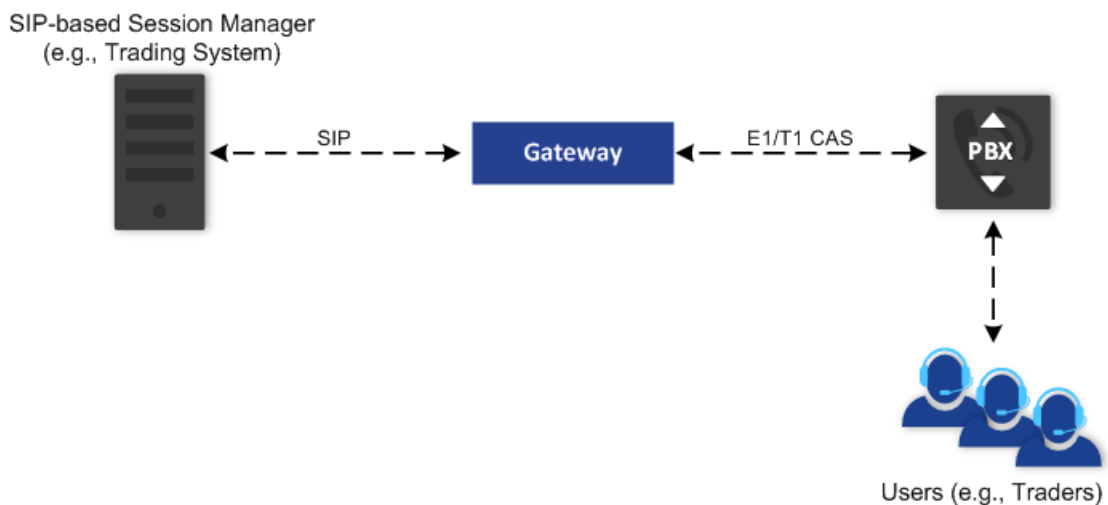 SIP-based Session Manager
(e.g., Trading System)
SIP
Gateway
E1/T1 CAS
PBX
Users (e.g., Traders)